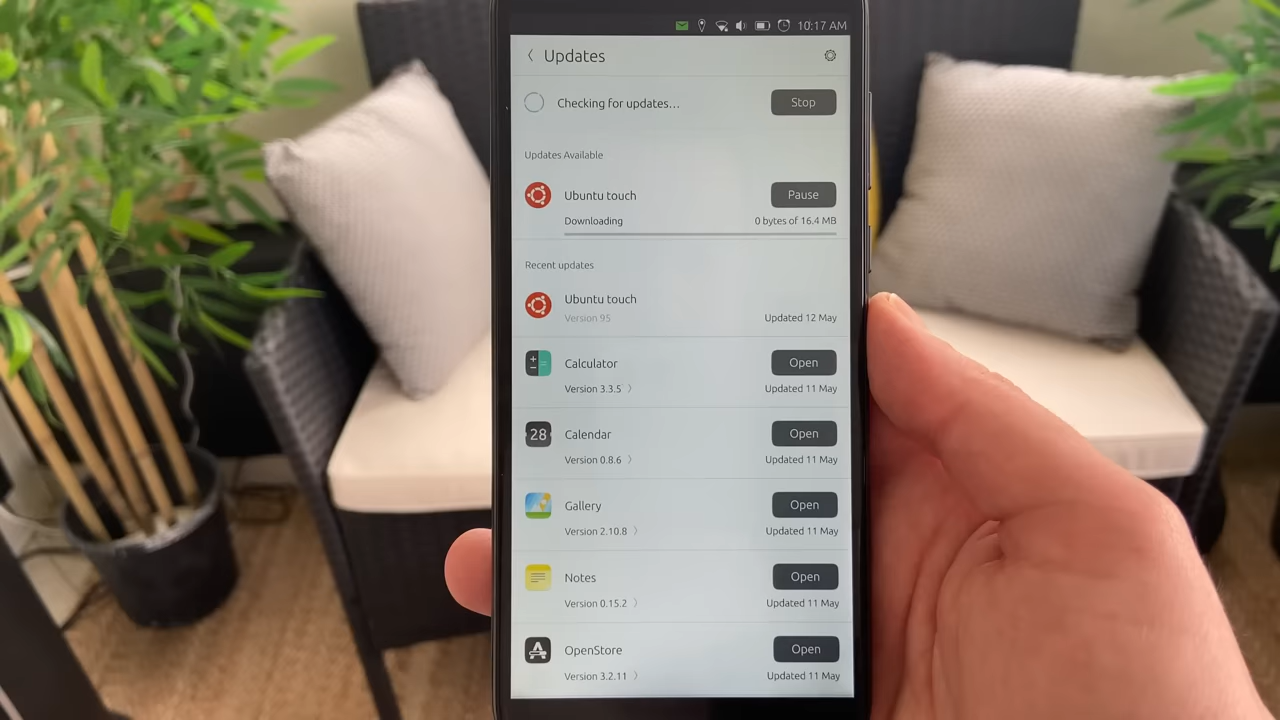 10:17 AM
Updates
Checking for updates...
Stop
Updates Available
Ubuntu touch
Pause
Downloading
0 bytes of 16.4 MB
Recent updates
Ubuntu touch
Version 95
Updated 12 May
Calculator
Open
Version 3.3.5
Updated 11 May
28
Calendar
Open
Version 0.8.6
Updated 11 May
Gallery
Open
Version 2.10.8
Updated 11 May
Notes
Open
Version 0.15.2
Updated 11 May
OpenStore
Open
Version 3.2.11
Updated 11 May